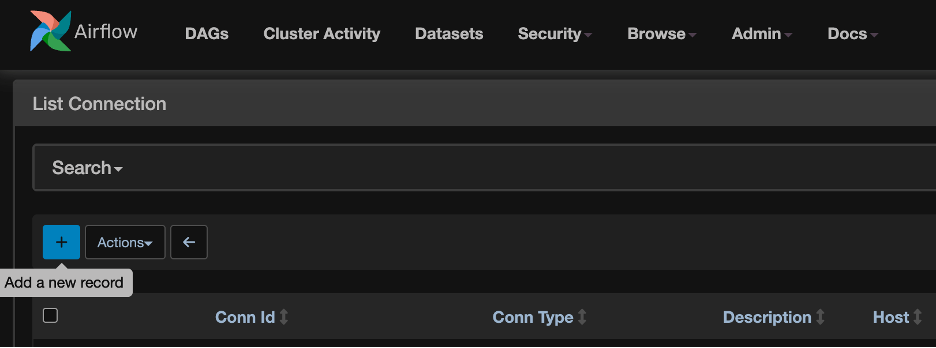 Airflow DAGs Cluster Activity Datasets Security Browse Admin Docs
List Connection
Search
+ Actions ←
Add a new record
Conn Id Conn Type Description Host